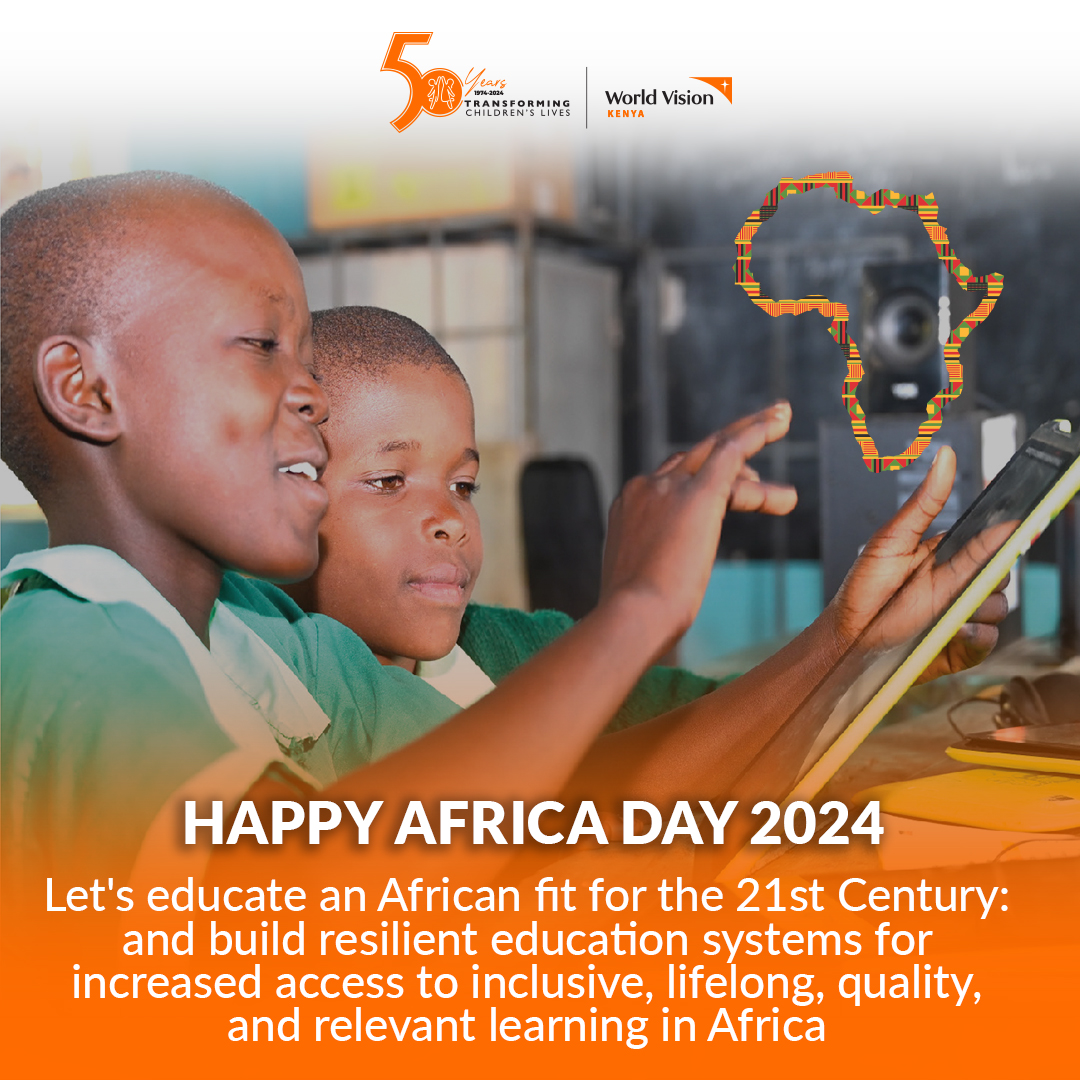 50 Years
1974-2024
TRANSFORMING
CHILDREN'S LIVES
World Vision
KENYA
HAPPY AFRICA DAY 2024
Let's educate an African fit for the 21st Century:
and build resilient education systems for
increased access to inclusive, lifelong, quality,
and relevant learning in Africa